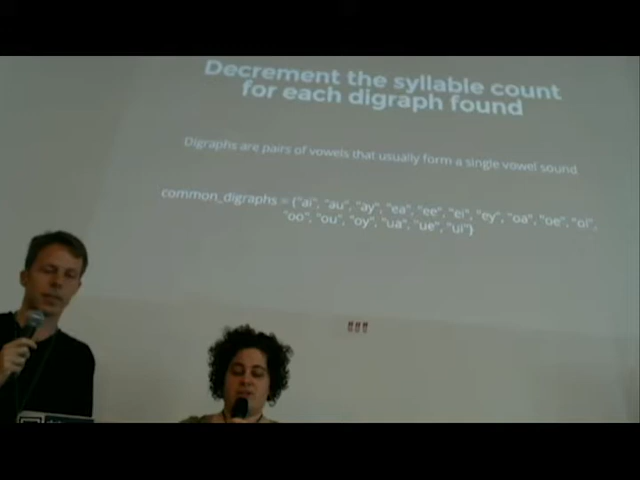 Decrement the syllable count
for each digraph found
Digraphs are pairs of vowels that usually form a single vowel sound
common_digraphs = {"ai", "au", "ay", "ea", "ee", "ei", "ey", "oa", "oe", "oi",
"oo", "ou", "oy", "ua", "ue", "ui"}